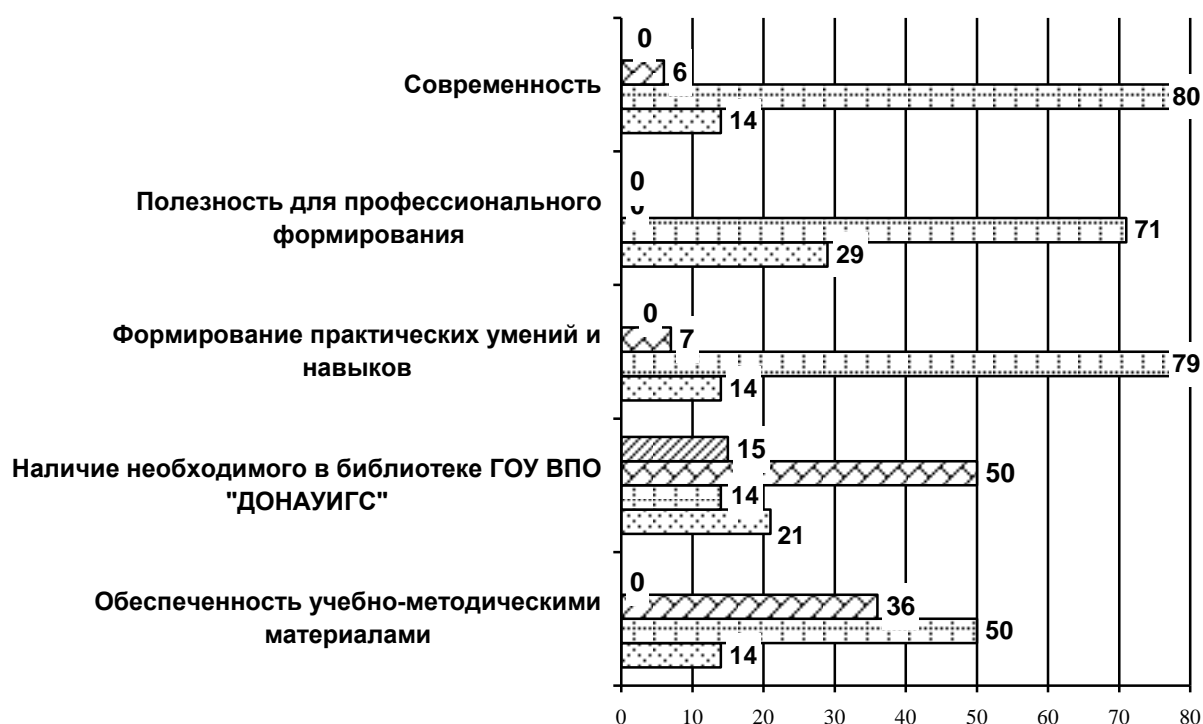 0
6
Современность
80
14
0
Полезность для профессионального
формирования
71
29
0
Формирование практических умений и
навыков
7
79
14
15
Наличие необходимого в библиотеке ГОУ ВПО
"ДОНАУИГС"
50
14
21
0
Обеспеченность учебно-методическими
материалами
36
50
14
0 10 20 30 40 50 60 70 80